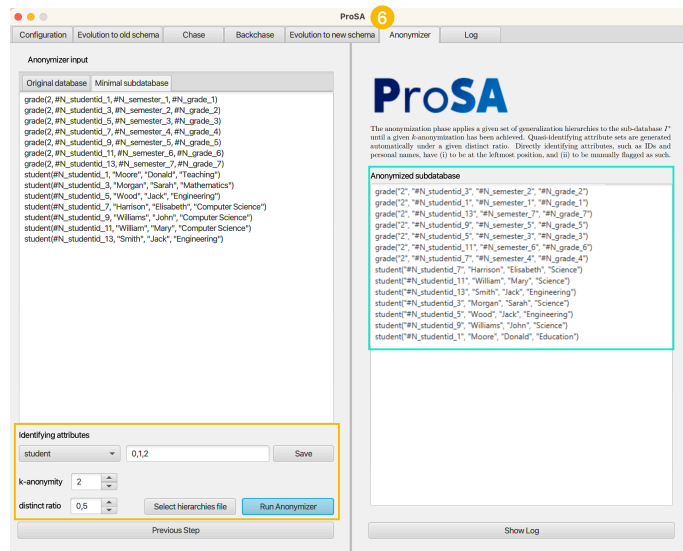 ProSA
6
Configuration Evolution to old schema Chase Backchase Evolution to new schema Anonymizer Log
Anonymizer input
Original database Minimal subdatabase
grade(2, #N_studentid_1, #N_semester_1, #N_grade_1)
grade(2, #N_studentid_3, #N_semester_2, #N_grade_2)
grade(2, #N_studentid_5, #N_semester_3, #N_grade_3)
grade(2, #N_studentid_7, #N_semester_4, #N_grade_4)
grade(2, #N_studentid_9, #N_semester_5, #N_grade_5)
grade(2, #N_studentid_11, #N_semester_6, #N_grade_6)
grade(2, #N_studentid_13, #N_semester_7, #N_grade_7)
student(#N_studentid_1, "Moore", "Donald", "Teaching")
student(#N_studentid_3, "Morgan", "Sarah", "Mathematics")
student(#N_studentid_5, "Wood", "Jack", "Engineering")
student(#N_studentid_7, "Harrison", "Elisabeth", "Computer Science")
student(#N_studentid_9, "Williams", "John", "Computer Science")
student(#N_studentid_11, "William", "Mary", "Computer Science")
student(#N_studentid_13, "Smith", "Jack", "Engineering")
Identifying attributes
student 0,1,2 Save
k-anonymity 2
distinct ratio 0,5 Select hierarchies file Run Anonymizer
Previous Step
ProSA
The anonymization phase applies a given set of generalization hierarchies to the sub-database I*
until a given k-anonymization has been achieved. Quasi-identifying attribute sets are generated
automatically under a given distinct ratio. Directly identifying attributes, such as IDs and
personal names, have (i) to be at the leftmost position, and (ii) to be manually flagged as such.
Anonymized subdatabase
grade("2", "#N_studentid_3", "#N_semester_2", "#N_grade_2")
grade("2", "#N_studentid_1", "#N_semester_1", "#N_grade_1")
grade("2", "#N_studentid_13", "#N_semester_7", "#N_grade_7")
grade("2", "#N_studentid_9", "#N_semester_5", "#N_grade_5")
grade("2", "#N_studentid_5", "#N_semester_3", "#N_grade_3")
grade("2", "#N_studentid_11", "#N_semester_6", "#N_grade_6")
grade("2", "#N_studentid_7", "#N_semester_4", "#N_grade_4")
student("#N_studentid_7", "Harrison", "Elisabeth", "Science")
student("#N_studentid_11", "William", "Mary", "Science")
student("#N_studentid_13", "Smith", "Jack", "Engineering")
student("#N_studentid_3", "Morgan", "Sarah", "Science")
student("#N_studentid_5", "Wood", "Jack", "Engineering")
student("#N_studentid_9", "Williams", "John", "Science")
student("#N_studentid_1", "Moore", "Donald", "Education")
Show Log